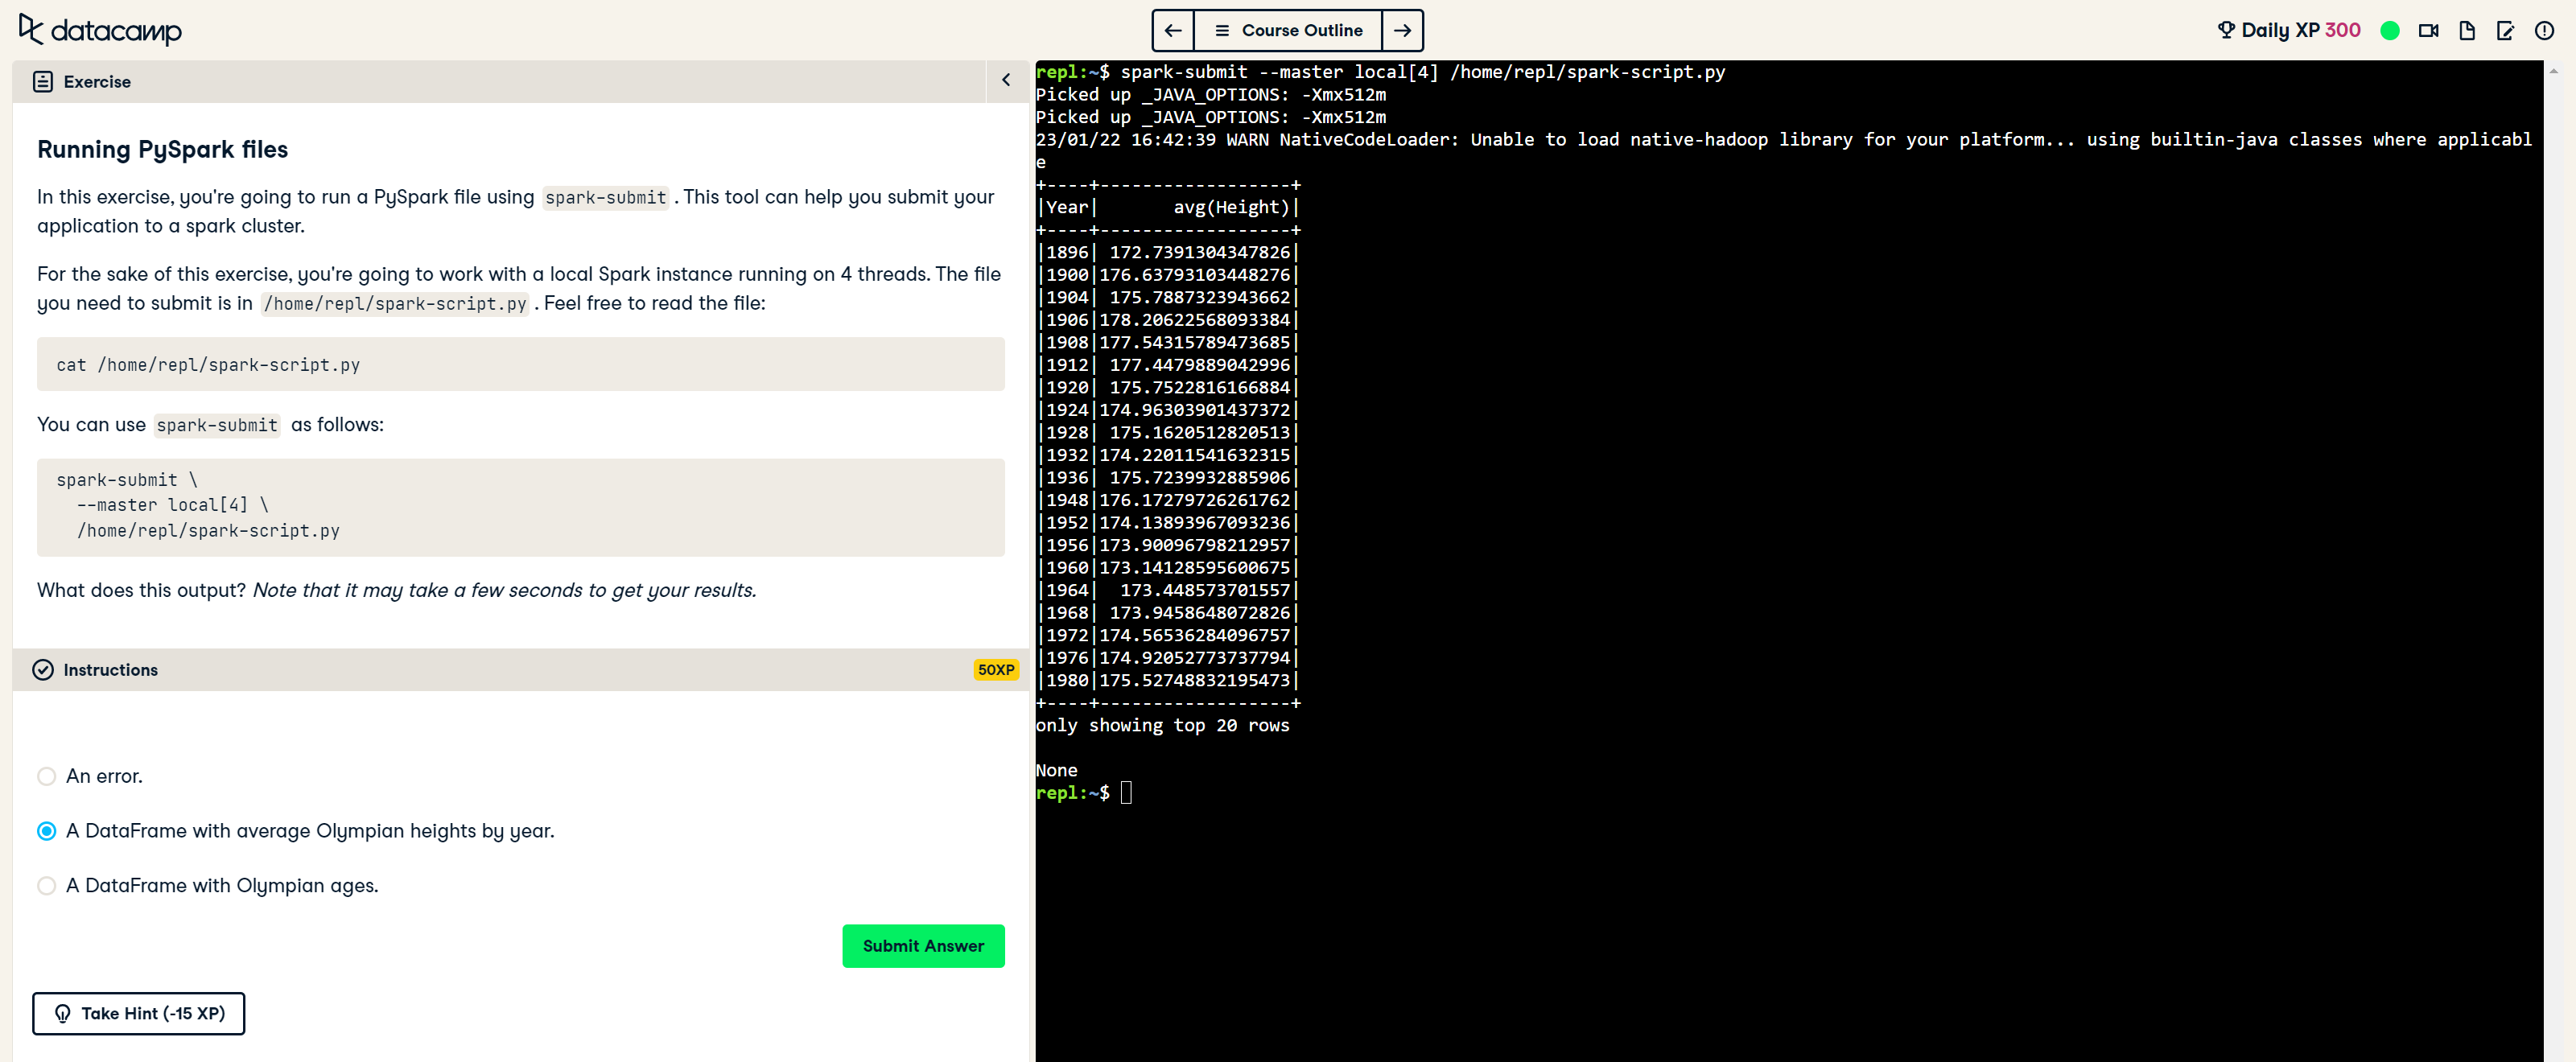 datacamp
Course Outline
Daily XP 300
Exercise
Running PySpark files
In this exercise, you're going to run a PySpark file using spark-submit . This tool can help you submit your
application to a spark cluster.
For the sake of this exercise, you're going to work with a local Spark instance running on 4 threads. The file
you need to submit is in /home/repl/spark-script.py . Feel free to read the file:
cat /home/repl/spark-script.py
You can use spark-submit as follows:
spark-submit \
  --master local[4] \
  /home/repl/spark-script.py
What does this output? Note that it may take a few seconds to get your results.
Instructions
50XP
An error.
A DataFrame with average Olympian heights by year.
A DataFrame with Olympian ages.
Submit Answer
Take Hint (-15 XP)
repl:~$ spark-submit --master local[4] /home/repl/spark-script.py
Picked up _JAVA_OPTIONS: -Xmx512m
Picked up _JAVA_OPTIONS: -Xmx512m
23/01/22 16:42:39 WARN NativeCodeLoader: Unable to load native-hadoop library for your platform... using builtin-java classes where applicabl
e
+----+------------------+
|Year|       avg(Height)|
+----+------------------+
|1896| 172.7391304347826|
|1900|176.63793103448276|
|1904| 175.7887323943662|
|1906|178.20622568093384|
|1908|177.54315789473685|
|1912| 177.4479889042996|
|1920| 175.7522816166884|
|1924|174.96303901437372|
|1928| 175.1620512820513|
|1932|174.22011541632315|
|1936| 175.7239932885906|
|1948|176.17279726261762|
|1952|174.13893967093236|
|1956|173.90096798212957|
|1960|173.14128595600675|
|1964|  173.448573701557|
|1968| 173.9458648072826|
|1972|174.56536284096757|
|1976|174.92052773737794|
|1980|175.52748832195473|
+----+------------------+
only showing top 20 rows
None
repl:~$